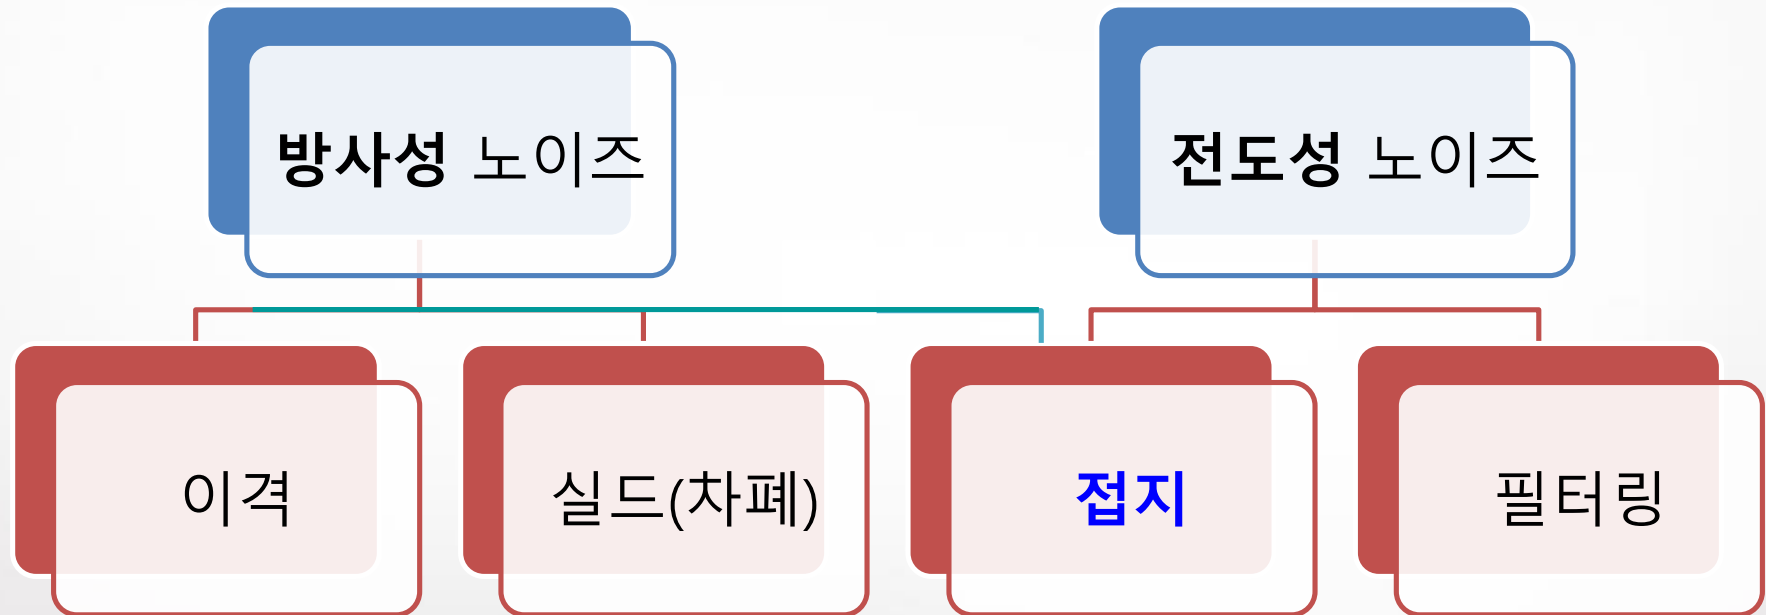 방사성 노이즈
전도성 노이즈
이격
실드(차폐)
접지
필터링